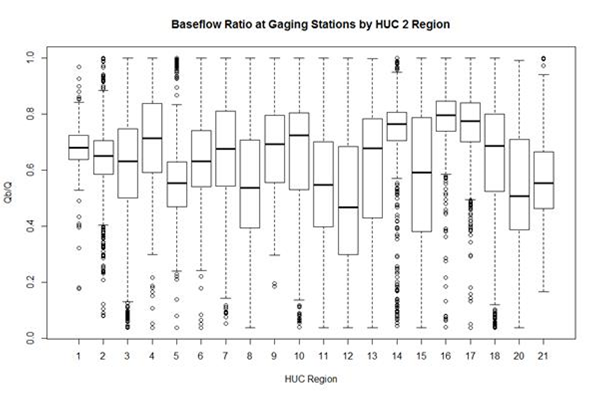 Baseflow Ratio at Gaging Stations by HUC 2 Region
1.0
0.8
0.6
0.4
0.2
0.0
Qb/Q
1 2 3 4 5 6 7 8 9 10 11 12 13 14 15 16 17 18 20 21
HUC Region